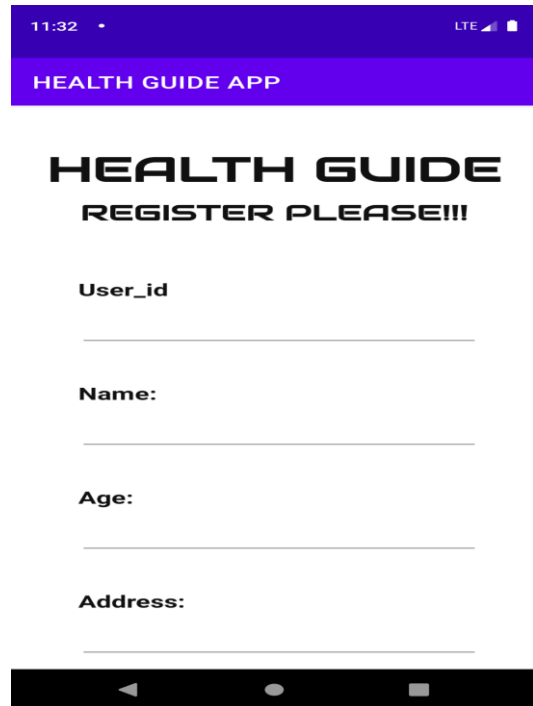 11:32 LTE
HEALTH GUIDE APP
HEALTH GUIDE
REGISTER PLEASE!!!
User_id
Name:
Age:
Address: